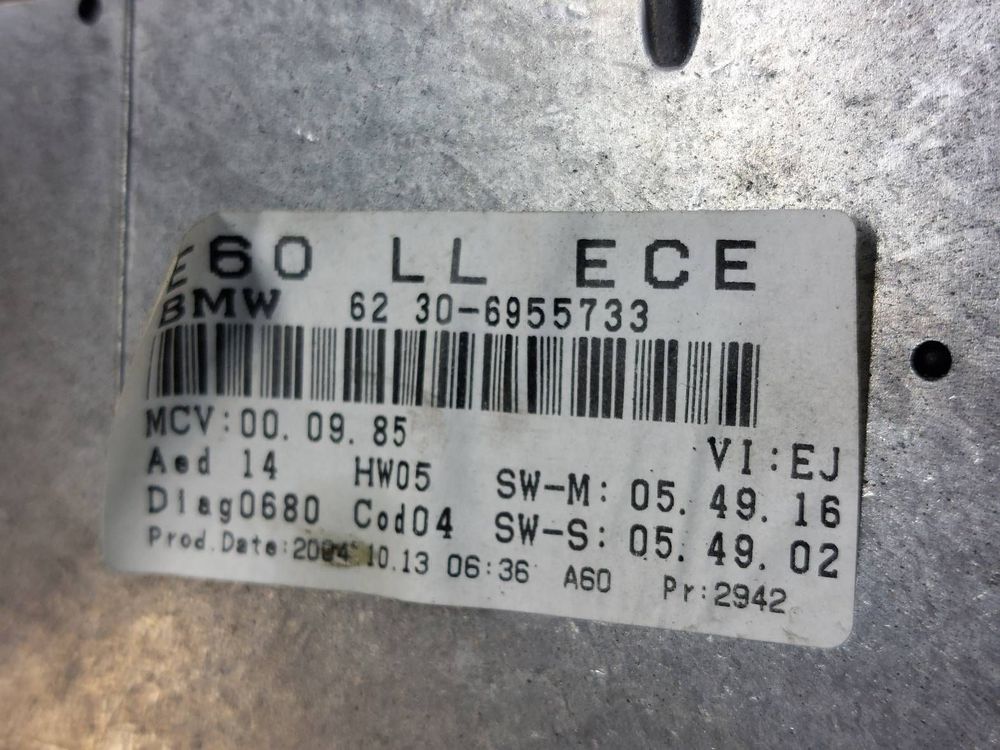 E60 LL ECE
BMW 62 30-6955733
MCV:00.09.85 VI:EJ
Aed 14 HW05 SW-M: 05.49.16
Diag0680 Cod04 SW-S: 05.49.02
Prod.Date:2004 10.13 06:36 A60 Pr:2942